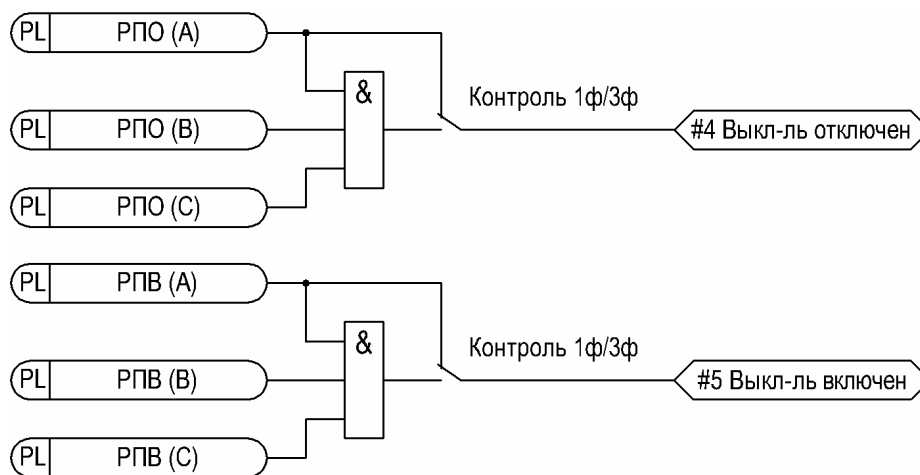 PL РПО (A)
&
Контроль 1ф/3ф
PL РПО (B)
#4 Выкл-ль отключен
PL РПО (C)
PL РПВ (A)
&
Контроль 1ф/3ф
PL РПВ (B)
#5 Выкл-ль включен
PL РПВ (C)